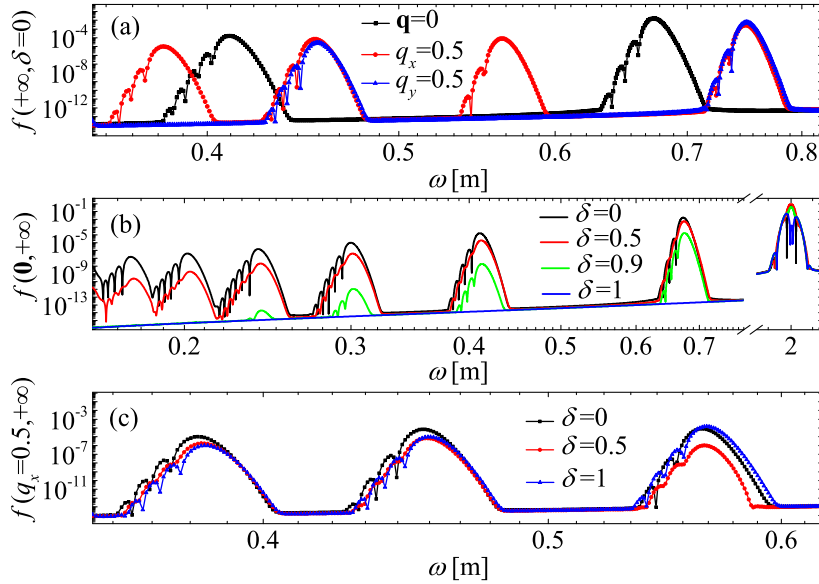 (a)
q=0
qₓ=0.5
q_y=0.5
f(+∞,δ=0)
10⁻⁴
10⁻⁸
10⁻¹²
0.4 0.5 0.6 0.7 0.8
ω[m]
(b)
δ=0
δ=0.5
δ=0.9
δ=1
f(0,+∞)
10⁻¹
10⁻⁵
10⁻⁹
10⁻¹³
0.2 0.3 0.4 0.5 0.6 0.7 2
ω[m]
(c)
δ=0
δ=0.5
δ=1
f(qₓ=0.5,+∞)
10⁻³
10⁻⁷
10⁻¹¹
0.4 0.5 0.6
ω[m]